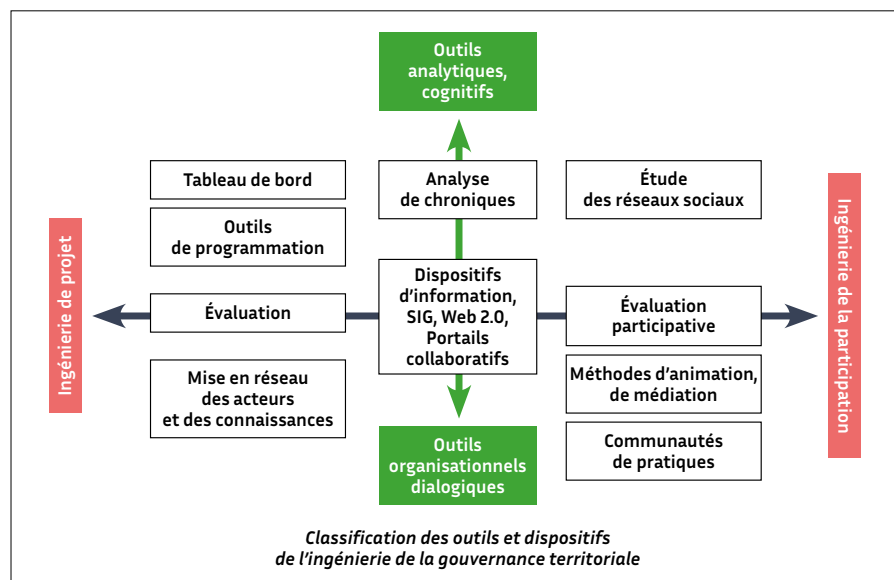 Outils
analytiques,
cognitifs
Tableau de bord
Analyse
de chroniques
Étude
des réseaux sociaux
Outils
de programmation
Ingénierie de projet
Évaluation
Dispositifs
d'information,
SIG, Web 2.0,
Portails
collaboratifs
Évaluation
participative
Ingénierie de la participation
Mise en réseau
des acteurs
et des connaissances
Méthodes d'animation,
de médiation
Outils
organisationnels
dialogiques
Communautés
de pratiques
Classification des outils et dispositifs
de l'ingénierie de la gouvernance territoriale